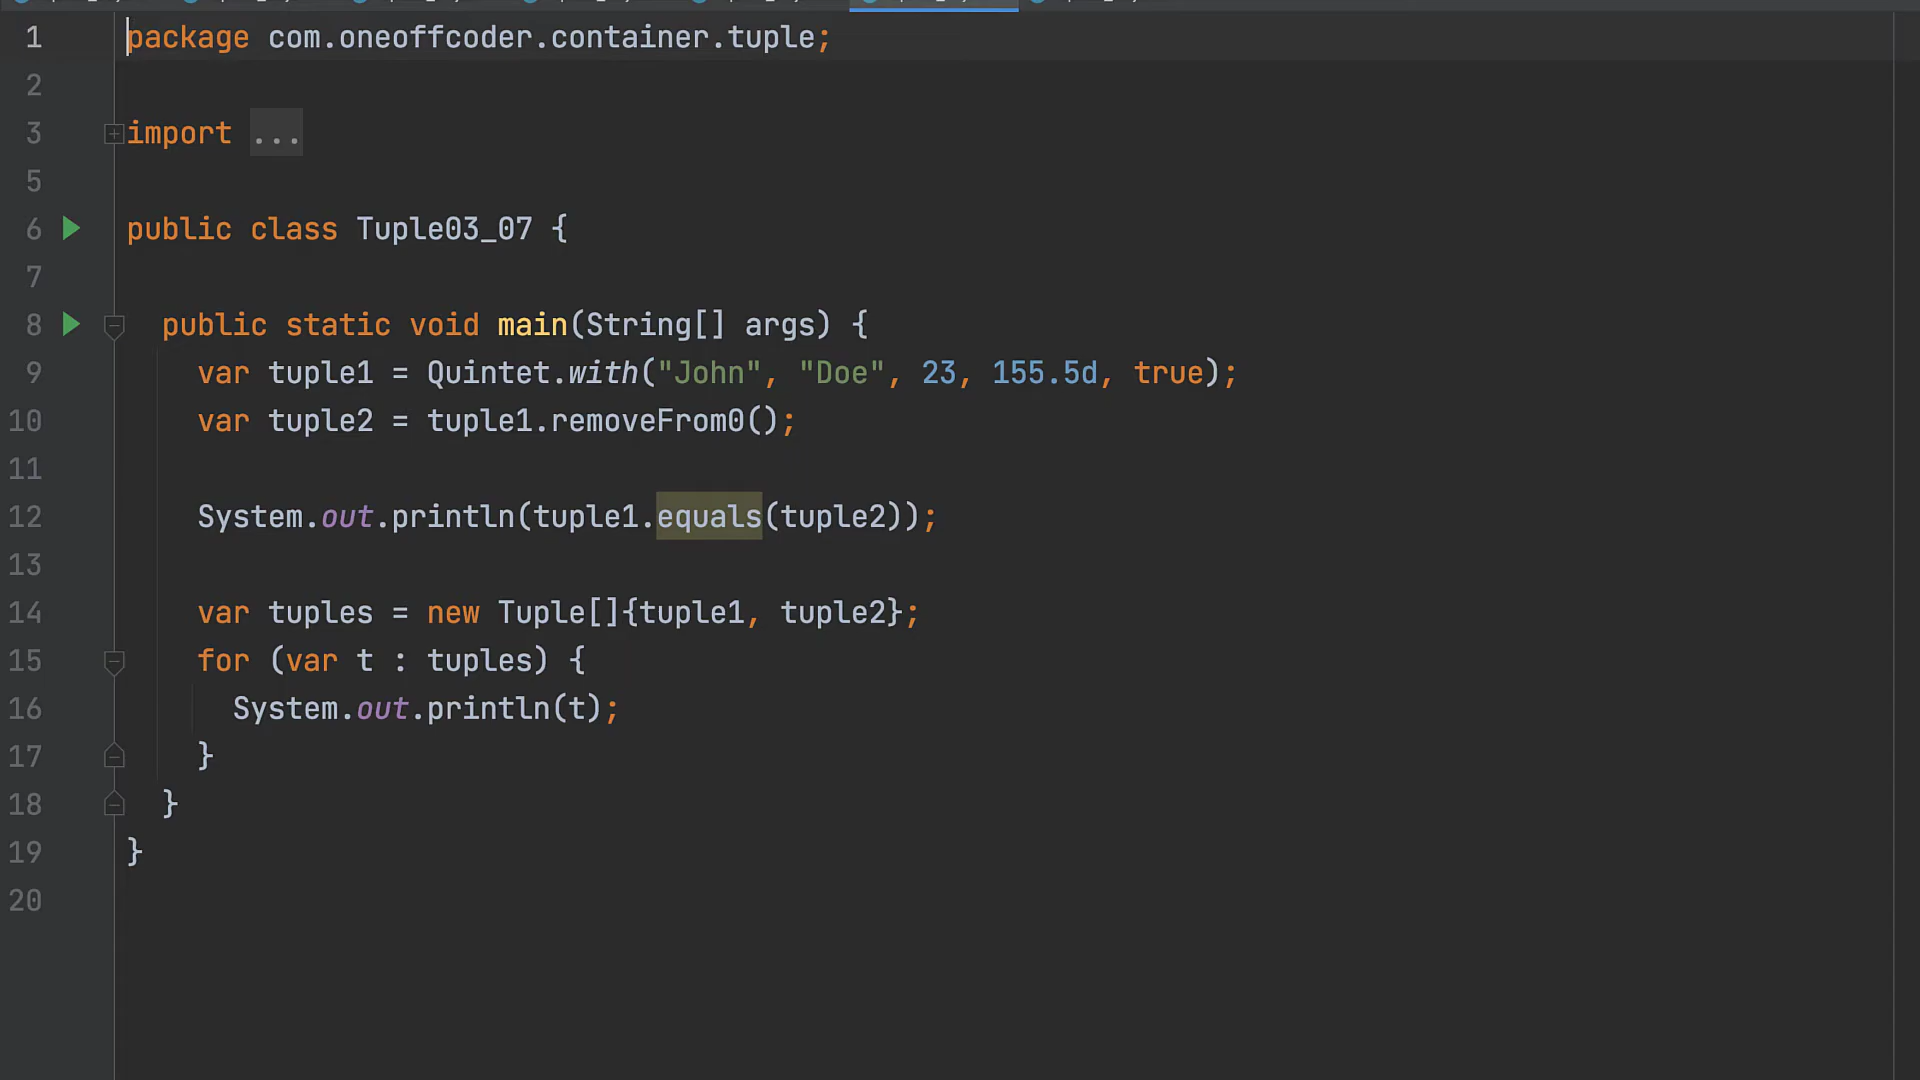 1 package com.oneoffcoder.container.tuple;
2
3 import ...
5
6 public class Tuple03_07 {
7
8 public static void main(String[] args) {
9 var tuple1 = Quintet.with("John", "Doe", 23, 155.5d, true);
10 var tuple2 = tuple1.removeFrom0();
11
12 System.out.println(tuple1.equals(tuple2));
13
14 var tuples = new Tuple[]{tuple1, tuple2};
15 for (var t : tuples) {
16 System.out.println(t);
17 }
18 }
19 }
20